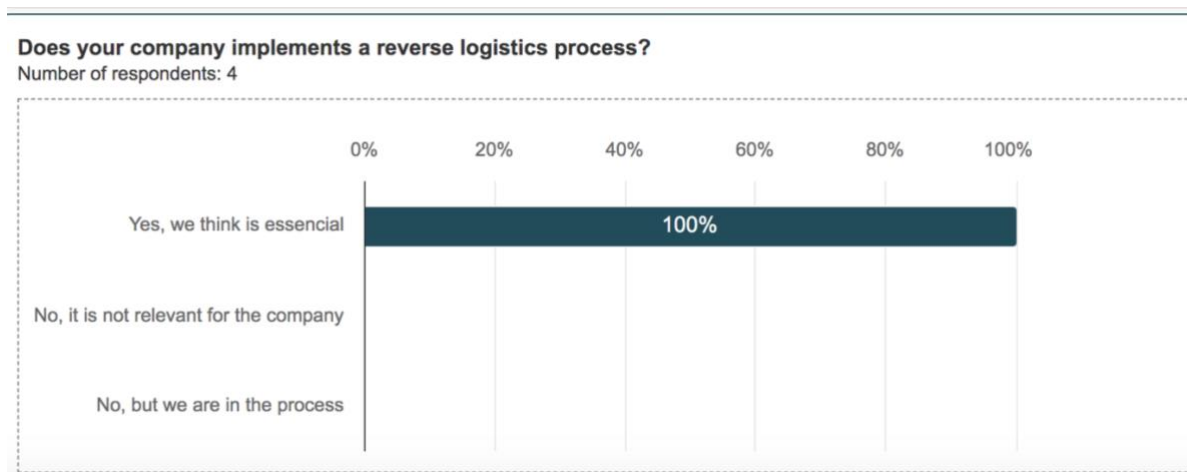 Does your company implements a reverse logistics process?
Number of respondents: 4
0% 20% 40% 60% 80% 100%
Yes, we think is essencial 100%
No, it is not relevant for the company
No, but we are in the process